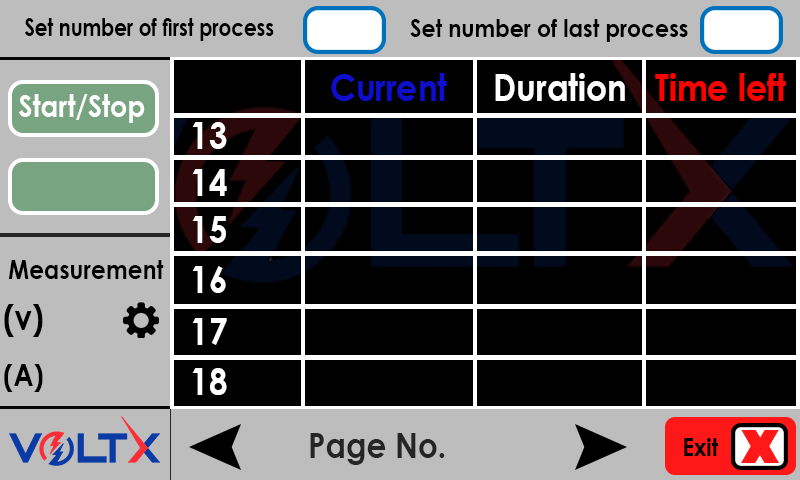 Set number of first process
Set number of last process
Start/Stop
Current Duration Time left
13
14
15
16
17
18
Measurement
(v)
(A)
VOLTX
Page No.
Exit X